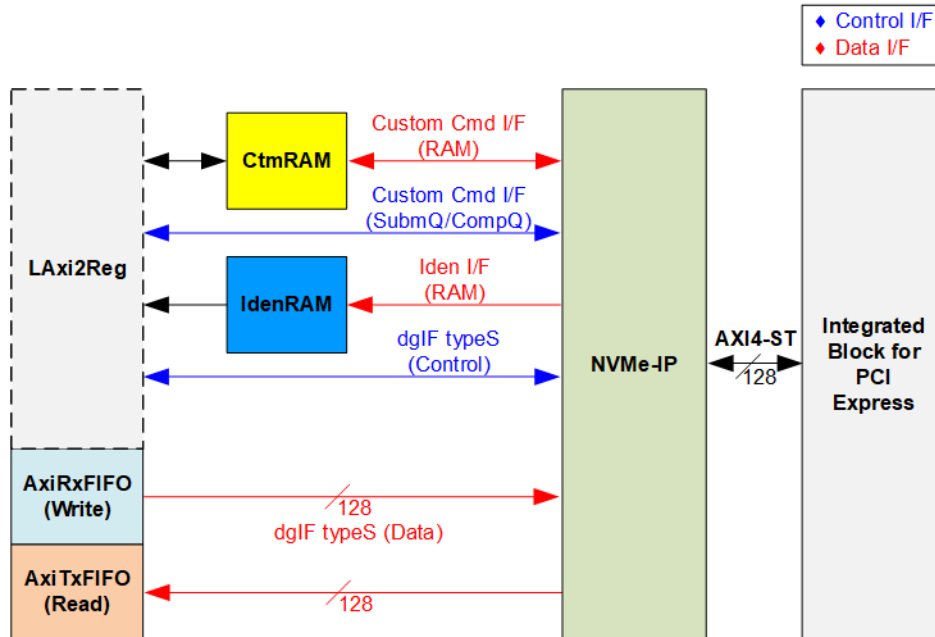 ♦ Control I/F
♦ Data I/F
Custom Cmd I/F
(RAM)
CtmRAM
Custom Cmd I/F
(SubmQ/CompQ)
LAxi2Reg
Iden I/F
(RAM)
IdenRAM
dgIF typeS
(Control)
NVMe-IP
AXI4-ST
128
Integrated
Block for
PCI
Express
AxiRxFIFO
(Write)
128
dgIF typeS (Data)
AxiTxFIFO
(Read)
128